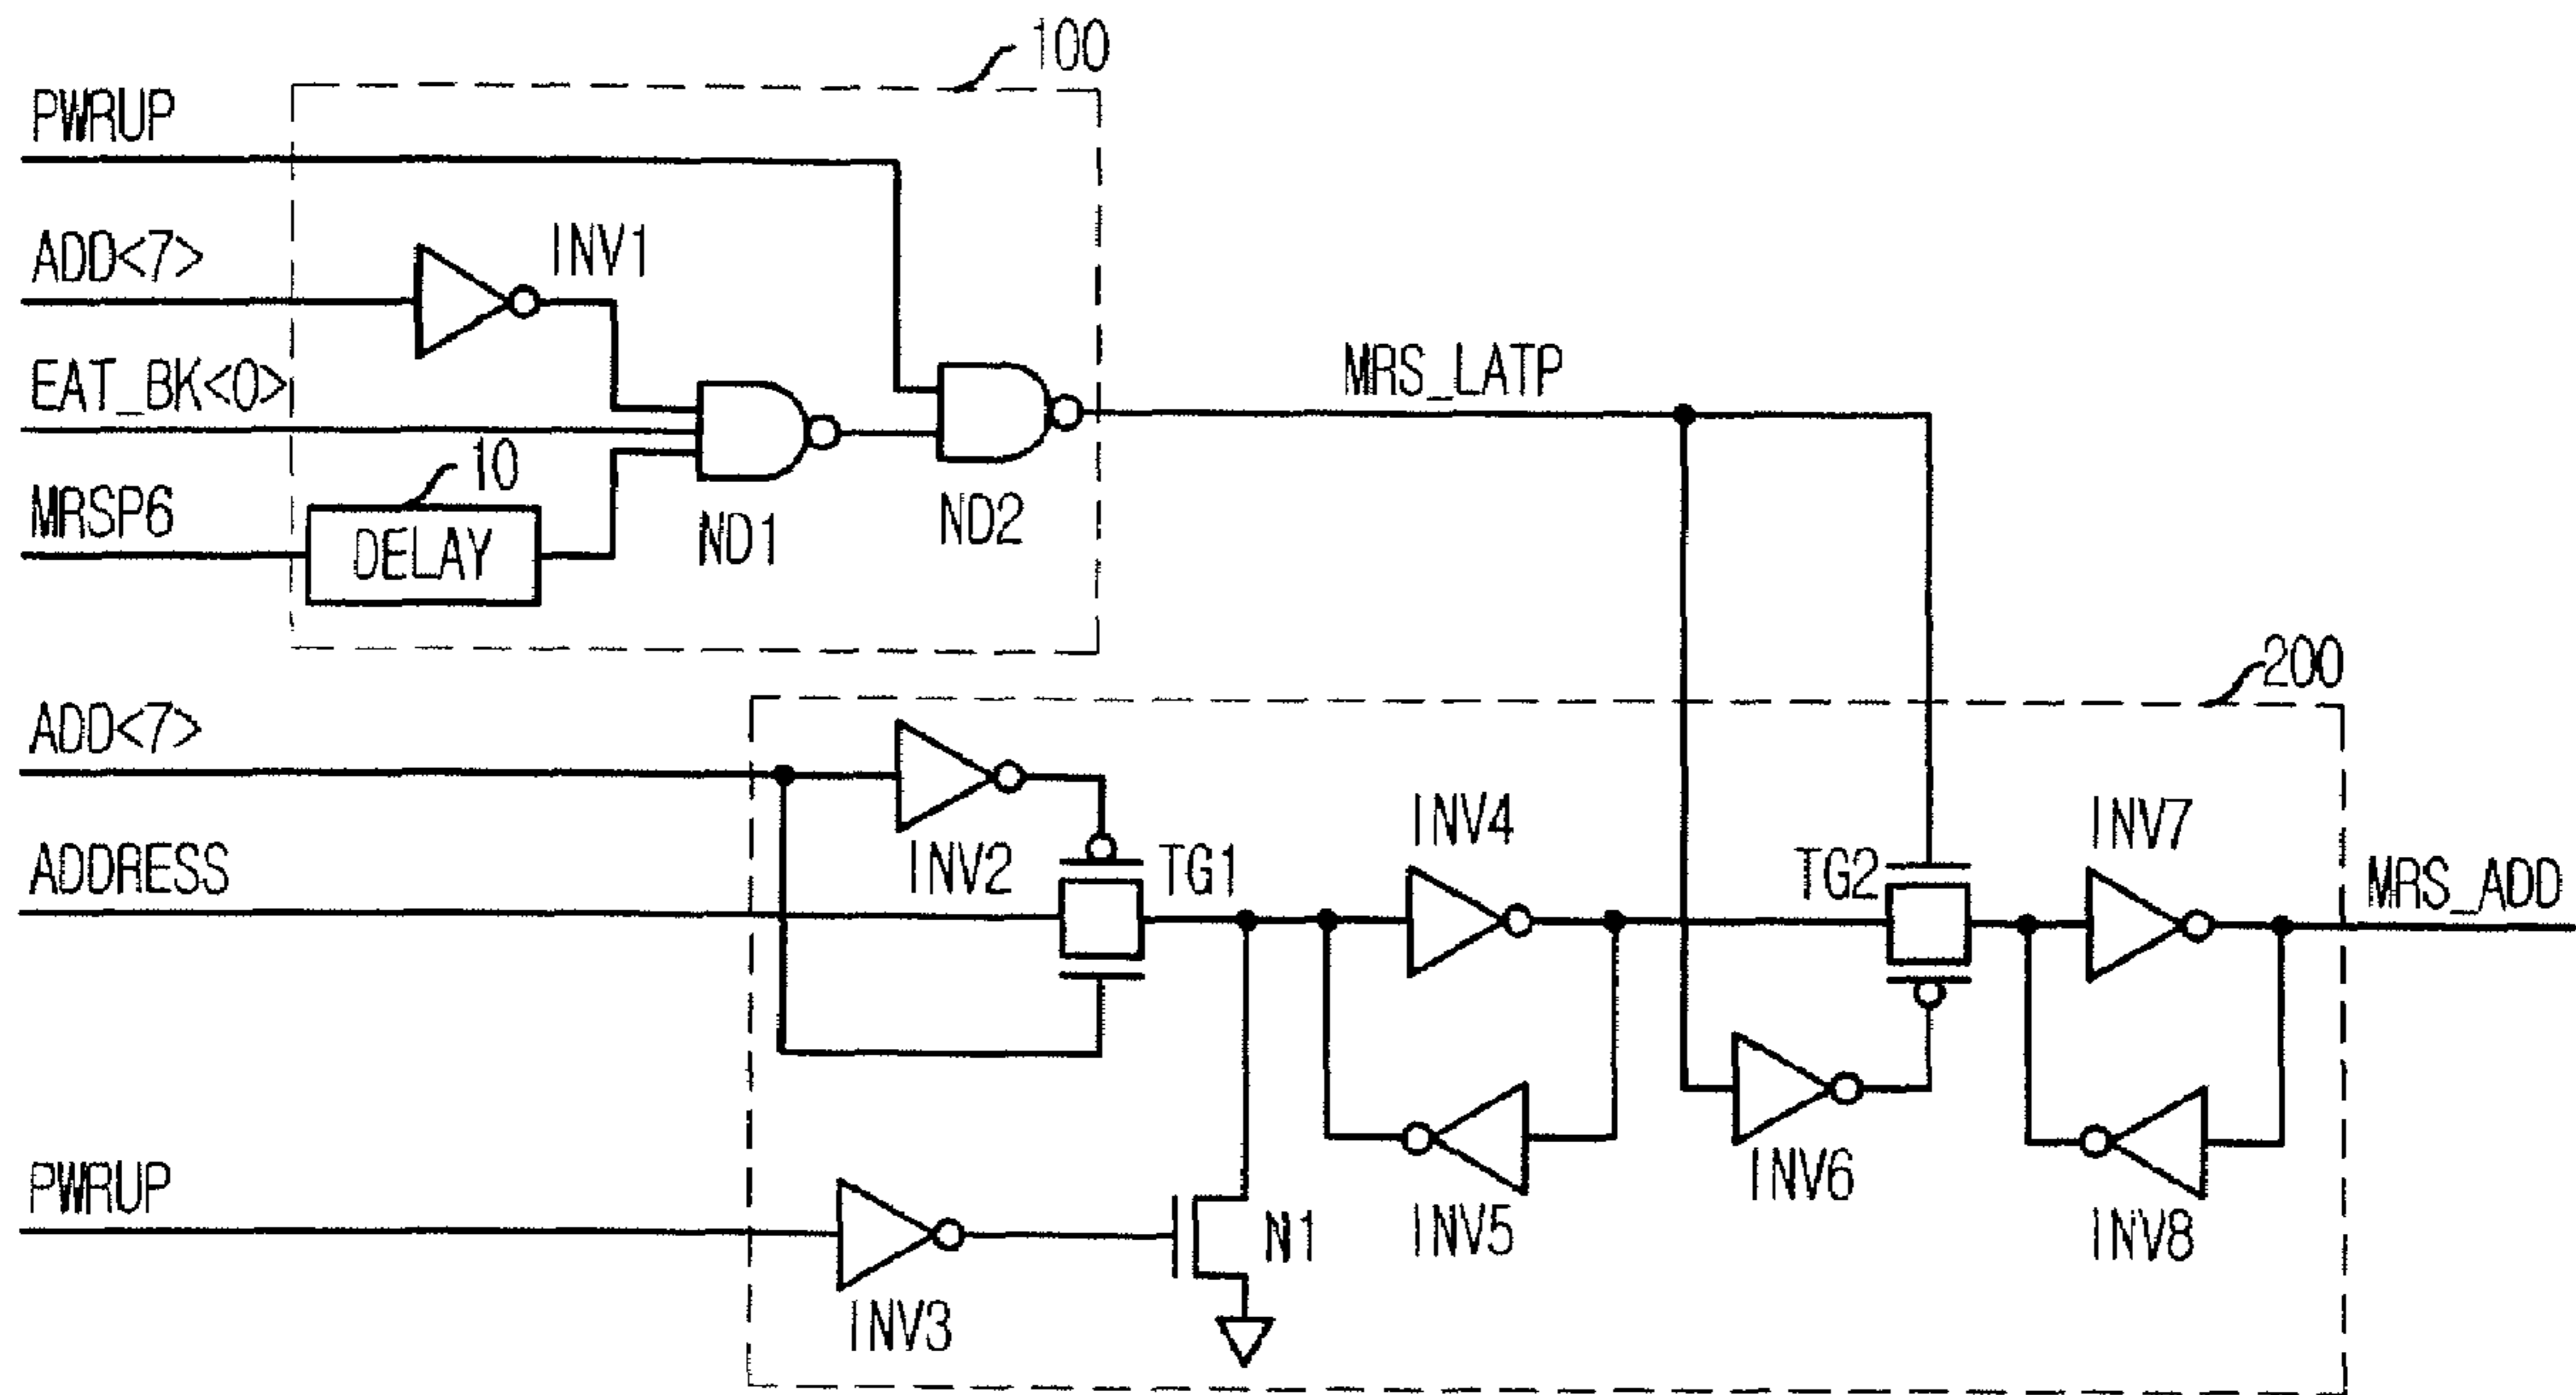 100
PWRUP
ADD<7>
INV1
EAT_BK<0>
MRS_LATP
10
MRSP6
DELAY
ND1
ND2
200
ADD<7>
INV2
ADDRESS
TG1
INV4
TG2
INV7
MRS_ADD
PWRUP
INV3
N1
INV5
INV6
INV8